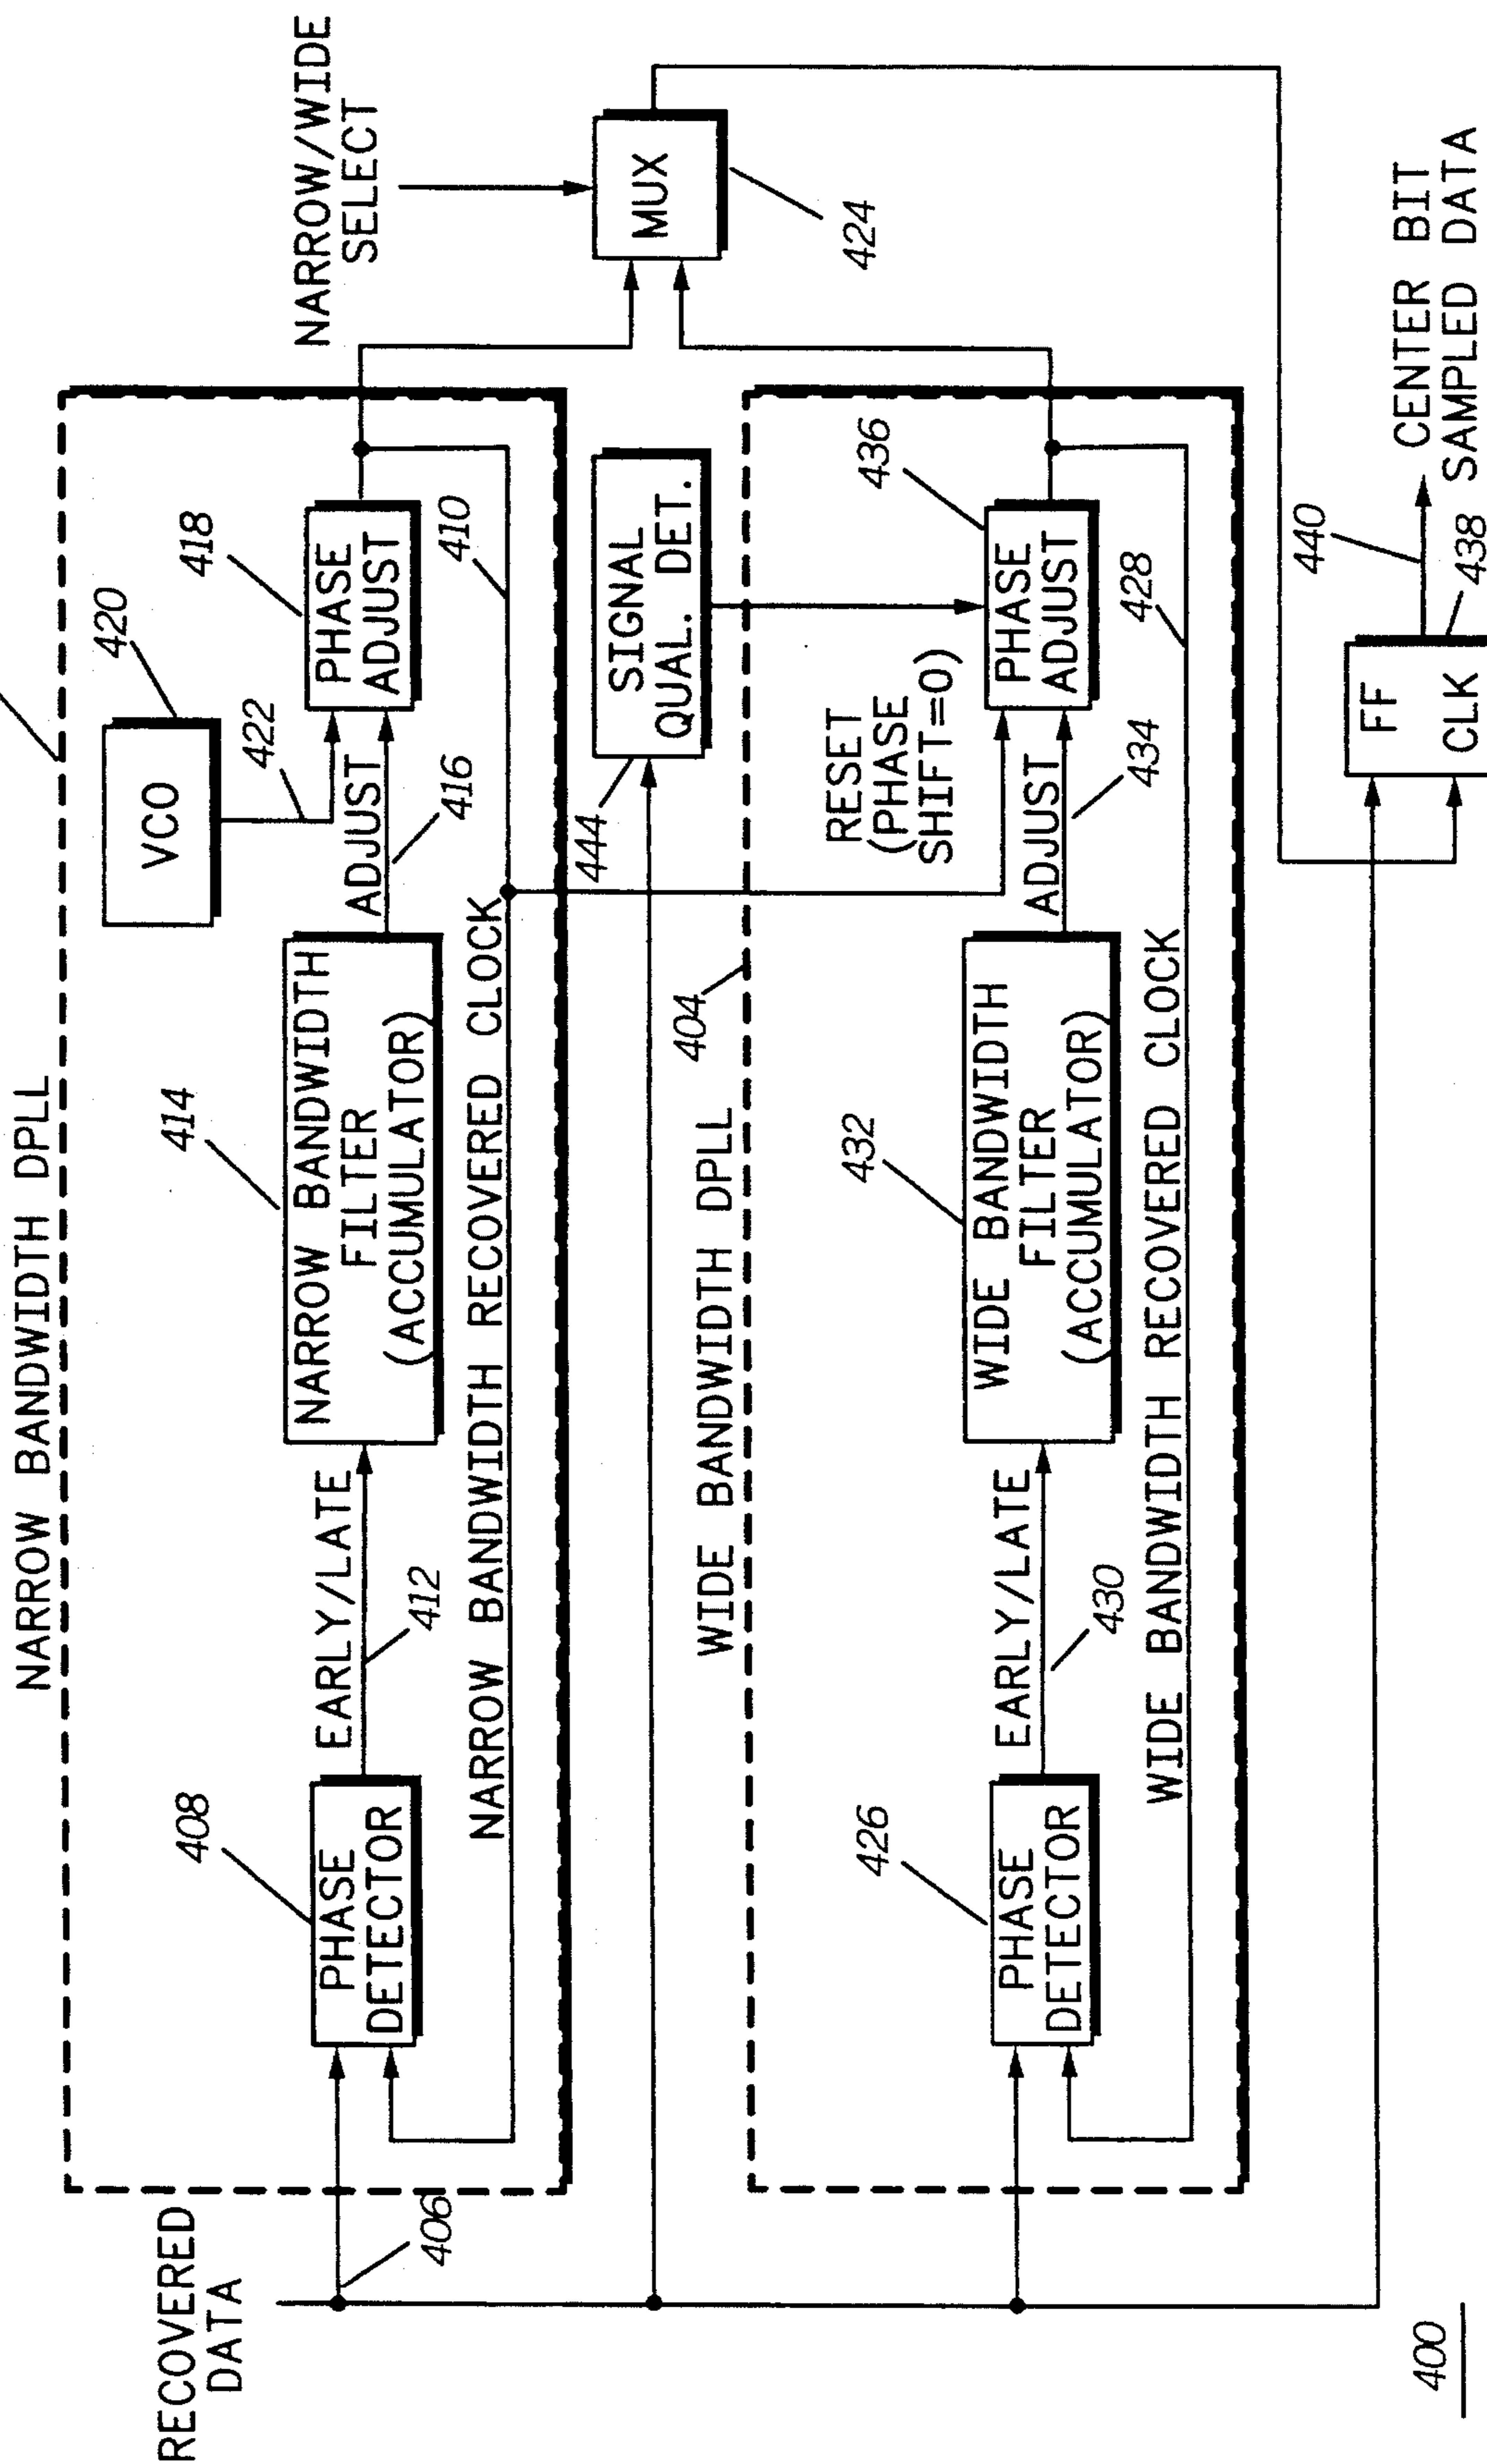 NARROW BANDWIDTH DPLL
RECOVERED
DATA
406
408
PHASE
DETECTOR
EARLY/LATE
412
414
NARROW BANDWIDTH
FILTER
(ACCUMULATOR)
ADJUST
416
VCO
420
422
418
PHASE
ADJUST
410
NARROW BANDWIDTH RECOVERED CLOCK
NARROW/WIDE
SELECT
MUX
424
444
SIGNAL
QUAL. DET.
WIDE BANDWIDTH DPLL
404
426
PHASE
DETECTOR
EARLY/LATE
430
432
WIDE BANDWIDTH
FILTER
(ACCUMULATOR)
RESET
(PHASE
SHIFT=0)
ADJUST
434
436
PHASE
ADJUST
428
WIDE BANDWIDTH RECOVERED CLOCK
FF
CLK
438
440
CENTER BIT
SAMPLED DATA
400